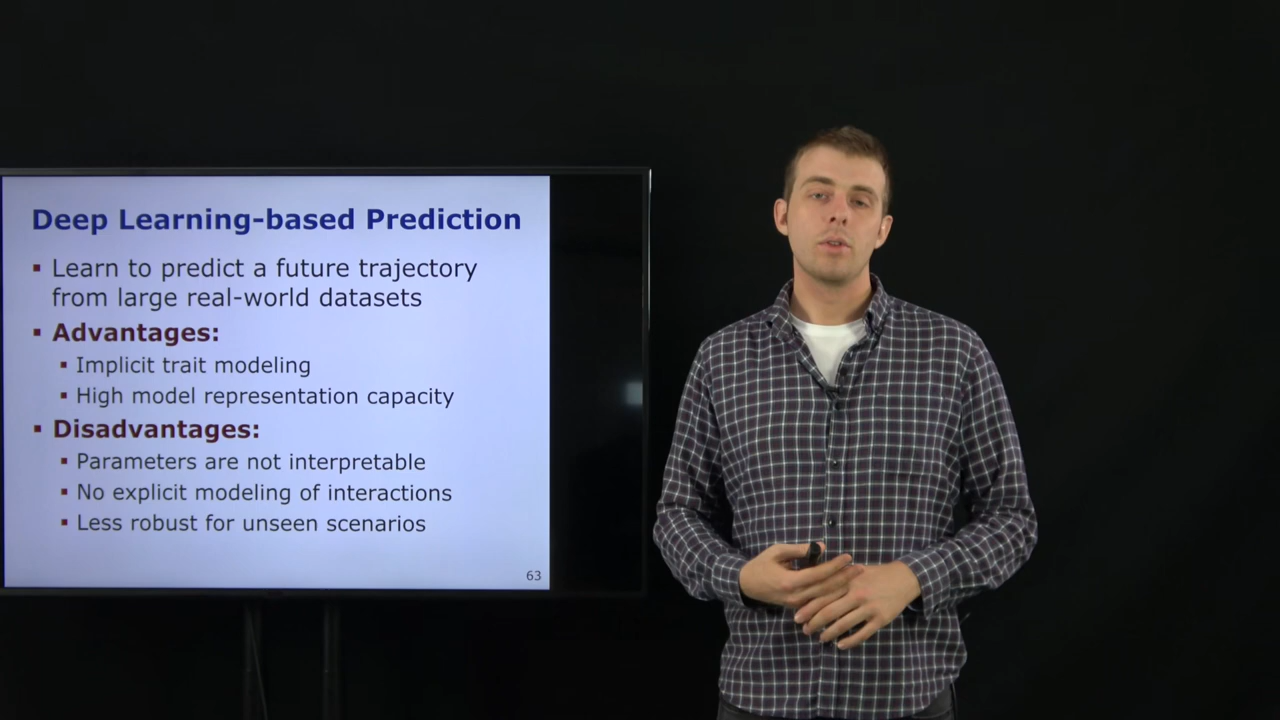 Deep Learning-based Prediction
Learn to predict a future trajectory
from large real-world datasets
Advantages:
Implicit trait modeling
High model representation capacity
Disadvantages:
Parameters are not interpretable
No explicit modeling of interactions
Less robust for unseen scenarios
63